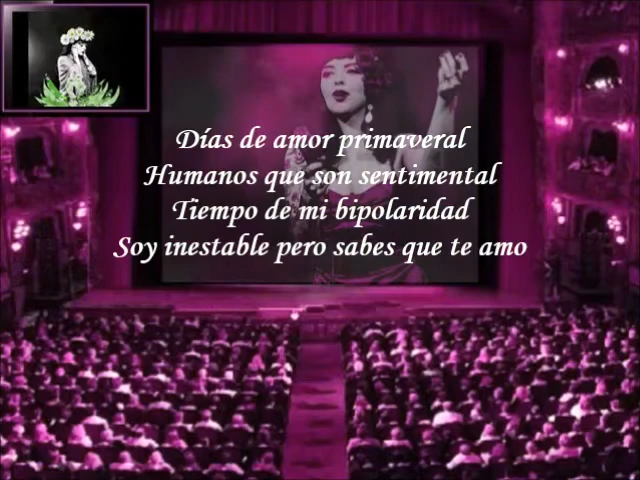 Días de amor primaveral
Humanos que son sentimental
Tiempo de mi bipolaridad
Soy inestable pero sabes que te amo